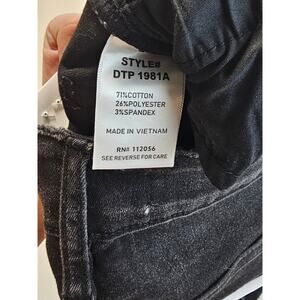 STYLE#
DTP 1981A
71%COTTON
26%POLYESTER
3%SPANDEX
MADE IN VIETNAM
RN# 112056
SEE REVERSE FOR CARE